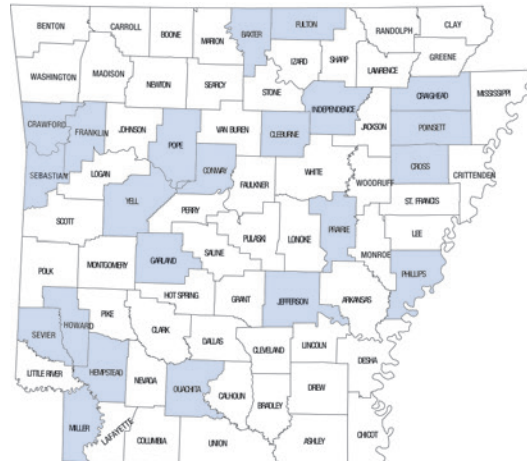 BENTON
CARROLL
BOONE
MARION
BAXTER
FULTON
RANDOLPH
CLAY
IZARD
SHARP
GREENE
WASHINGTON
MADISON
NEWTON
SEARCY
STONE
LAWRENCE
INDEPENDENCE
CRAIGHEAD
MISSISSIPPI
CRAWFORD
FRANKLIN
JOHNSON
POPE
VAN BUREN
CLEBURNE
JACKSON
POINSETT
SEBASTIAN
LOGAN
CONWAY
FAULKNER
WHITE
WOODRUFF
CROSS
CRITTENDEN
SCOTT
YELL
PERRY
PULASKI
LONOKE
PRAIRIE
ST. FRANCIS
LEE
POLK
MONTGOMERY
GARLAND
SALINE
MONROE
PHILLIPS
HOT SPRING
GRANT
JEFFERSON
ARKANSAS
SEVIER
HOWARD
PIKE
CLARK
DALLAS
CLEVELAND
LINCOLN
DESHA
LITTLE RIVER
HEMPSTEAD
NEVADA
OUACHITA
CALHOUN
BRADLEY
DREW
MILLER
LAFAYETTE
COLUMBIA
UNION
ASHLEY
CHICOT